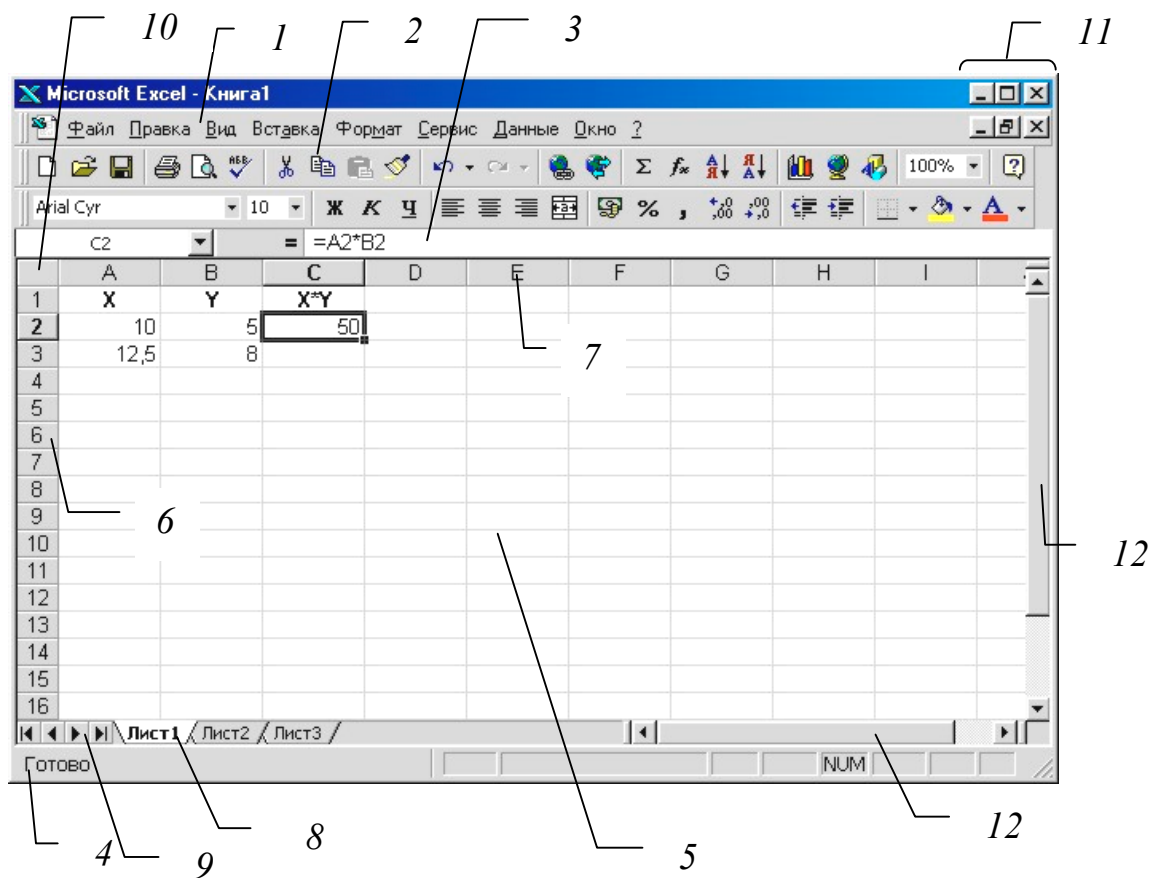 10 1 2 3 11
Microsoft Excel - Книга1
Файл Правка Вид Вставка Формат Сервис Данные Окно ?
100%
Arial Cyr 10 Ж К Ч % ,
C2 = =A2*B2
A B C D E F G H I
1 X Y X*Y
2 10 5 50
3 12,5 8 7
4
5
6
7
8
9 6
10 12
11
12
13
14
15
16
Лист1 Лист2 Лист3
Готово NUM
4 9 8 5 12